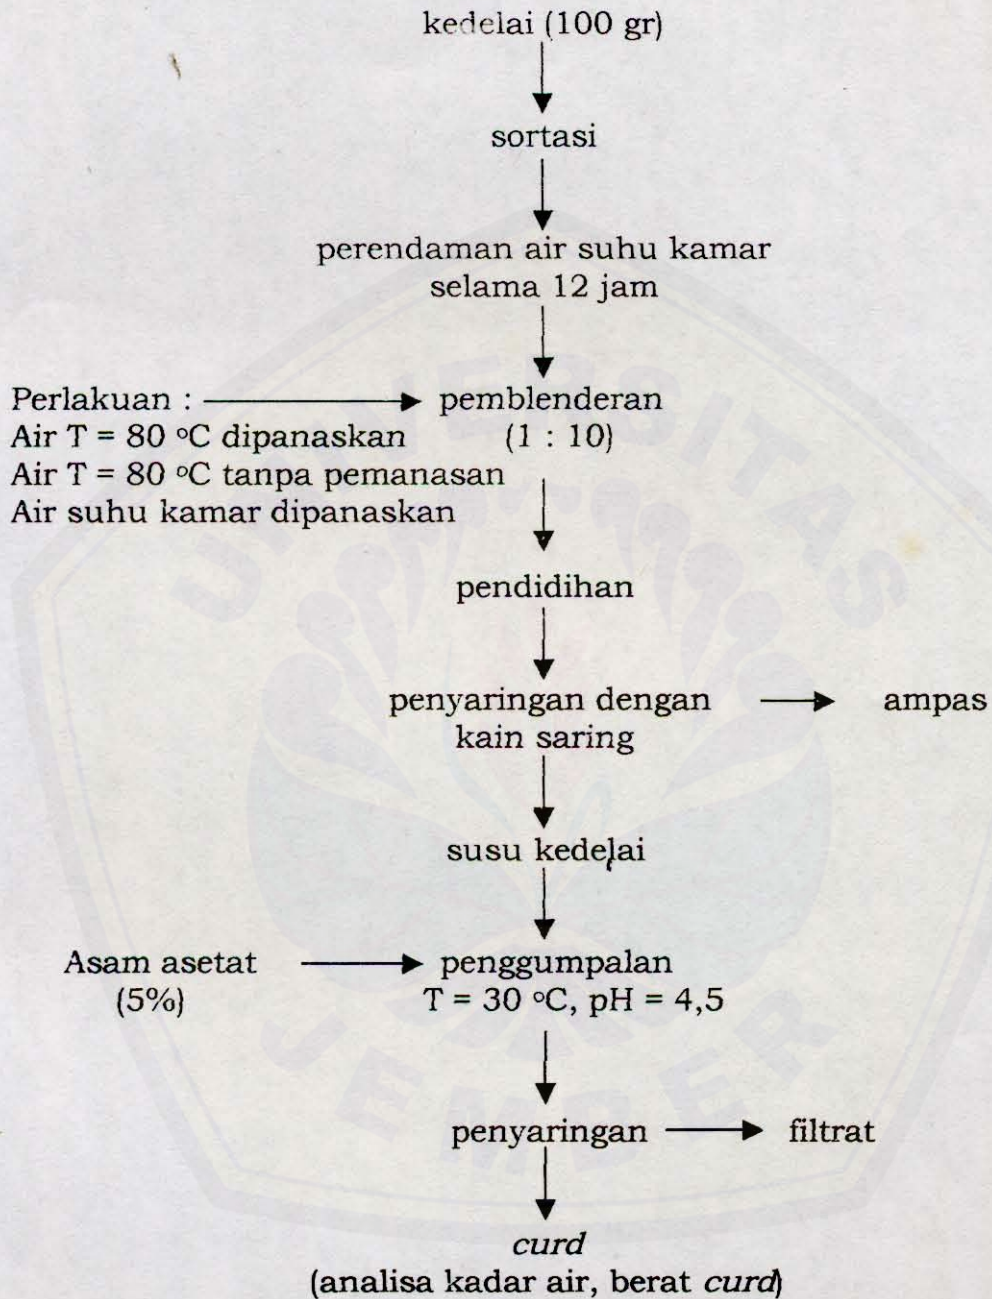 kedelai (100 gr)
sortasi
perendaman air suhu kamar
selama 12 jam
Perlakuan : pemblenderan
Air T = 80 °C dipanaskan (1 : 10)
Air T = 80 °C tanpa pemanasan
Air suhu kamar dipanaskan
pendidihan
penyaringan dengan ampas
kain saring
susu kedelai
Asam asetat penggumpalan
(5%) T = 30 °C, pH = 4,5
penyaringan filtrat
curd
(analisa kadar air, berat curd)
UNIVERSITAS
JEMBER